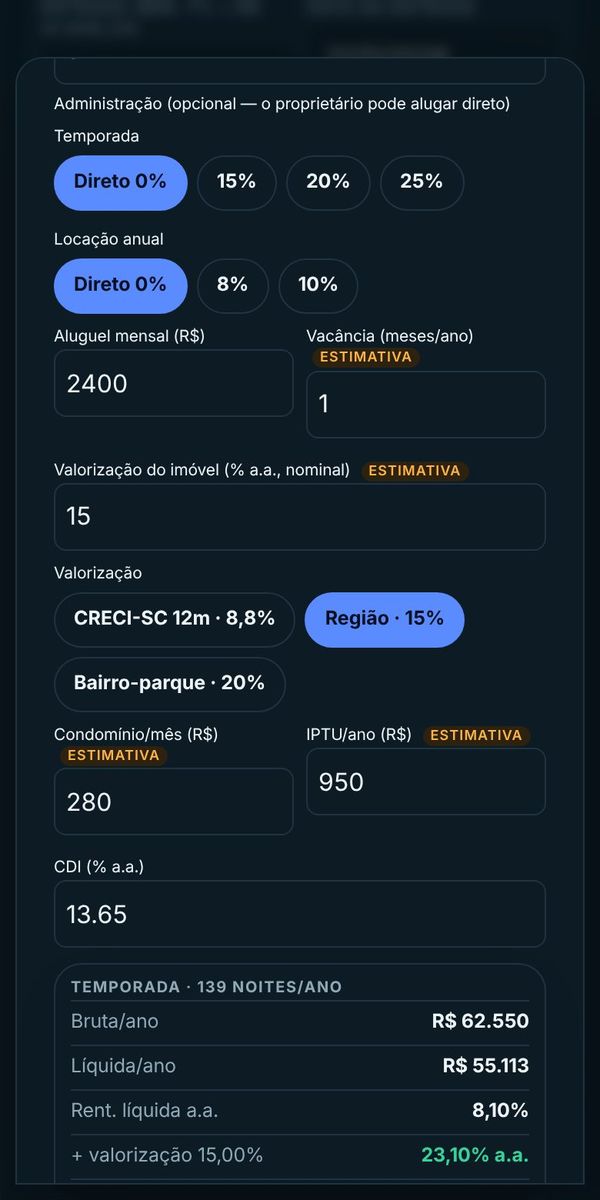 Administração (opcional — o proprietário pode alugar direto)
Temporada
Direto 0%
15%
20%
25%
Locação anual
Direto 0%
8%
10%
Aluguel mensal (R$)
Vacância (meses/ano)
ESTIMATIVA
2400
1
Valorização do imóvel (% a.a., nominal) ESTIMATIVA
15
Valorização
CRECI-SC 12m · 8,8%
Região · 15%
Bairro-parque · 20%
Condomínio/mês (R$)
ESTIMATIVA
IPTU/ano (R$) ESTIMATIVA
280
950
CDI (% a.a.)
13.65
TEMPORADA · 139 NOITES/ANO
Bruta/ano R$ 62.550
Líquida/ano R$ 55.113
Rent. líquida a.a. 8,10%
+ valorização 15,00% 23,10% a.a.